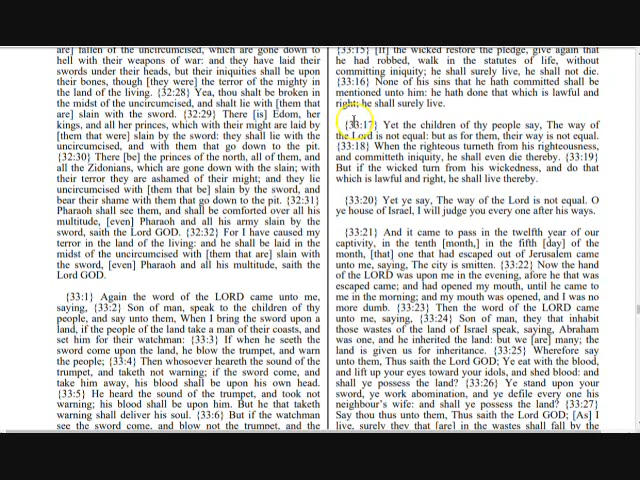 are] fallen of the uncircumcised, which are gone down to
hell with their weapons of war: and they have laid their
swords under their heads, but their iniquities shall be upon
their bones, though [they were] the terror of the mighty in
the land of the living. {32:28} Yea, thou shalt be broken in
the midst of the uncircumcised, and shalt lie with [them that
are] slain with the sword. {32:29} There [is] Edom, her
kings, and all her princes, which with their might are laid by
[them that were] slain by the sword: they shall lie with the
uncircumcised, and with them that go down to the pit.
{32:30} There [be] the princes of the north, all of them, and
all the Zidonians, which are gone down with the slain; with
their terror they are ashamed of their might; and they lie
uncircumcised with [them that be] slain by the sword, and
bear their shame with them that go down to the pit. {32:31}
Pharaoh shall see them, and shall be comforted over all his
multitude, [even] Pharaoh and all his army slain by the
sword, saith the Lord GOD. {32:32} For I have caused my
terror in the land of the living: and he shall be laid in the
midst of the uncircumcised with [them that are] slain with
the sword, [even] Pharaoh and all his multitude, saith the
Lord GOD.
{33:1} Again the word of the LORD came unto me,
saying, {33:2} Son of man, speak to the children of thy
people, and say unto them, When I bring the sword upon a
land, if the people of the land take a man of their coasts, and
set him for their watchman: {33:3} If when he seeth the
sword come upon the land, he blow the trumpet, and warn
the people; {33:4} Then whosoever heareth the sound of the
trumpet, and taketh not warning; if the sword come, and
take him away, his blood shall be upon his own head.
{33:5} He heard the sound of the trumpet, and took not
warning; his blood shall be upon him. But he that taketh
warning shall deliver his soul. {33:6} But if the watchman
see the sword come, and blow not the trumpet, and the
{33:15} [If] the wicked restore the pledge, give again that
he had robbed, walk in the statutes of life, without
committing iniquity; he shall surely live, he shall not die.
{33:16} None of his sins that he hath committed shall be
mentioned unto him: he hath done that which is lawful and
right; he shall surely live.
{33:17} Yet the children of thy people say, The way of
the Lord is not equal: but as for them, their way is not equal.
{33:18} When the righteous turneth from his righteousness,
and committeth iniquity, he shall even die thereby. {33:19}
But if the wicked turn from his wickedness, and do that
which is lawful and right, he shall live thereby.
{33:20} Yet ye say, The way of the Lord is not equal. O
ye house of Israel, I will judge you every one after his ways.
{33:21} And it came to pass in the twelfth year of our
captivity, in the tenth [month,] in the fifth [day] of the
month, [that] one that had escaped out of Jerusalem came
unto me, saying, The city is smitten. {33:22} Now the hand
of the LORD was upon me in the evening, afore he that was
escaped came; and had opened my mouth, until he came to
me in the morning; and my mouth was opened, and I was
no more dumb. {33:23} Then the word of the LORD came
unto me, saying, {33:24} Son of man, they that inhabit
those wastes of the land of Israel speak, saying, Abraham
was one, and he inherited the land: but we [are] many; the
land is given us for inheritance. {33:25} Wherefore say
unto them, Thus saith the Lord GOD; Ye eat with the blood,
and lift up your eyes toward your idols, and shed blood: and
shall ye possess the land? {33:26} Ye stand upon your
sword, ye work abomination, and ye defile every one his
neighbour's wife: and shall ye possess the land? {33:27}
Say thou thus unto them, Thus saith the Lord GOD; [As] I
live, surely they that [are] in the wastes shall fall by the